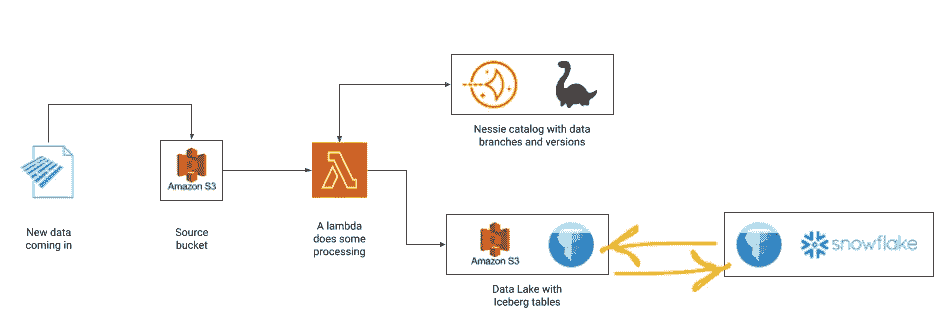 Nessie catalog with data
branches and versions
Amazon S3
New data
coming in
Source
bucket
A lambda
does some
processing
Amazon S3
snowflake
Data Lake with
Iceberg tables